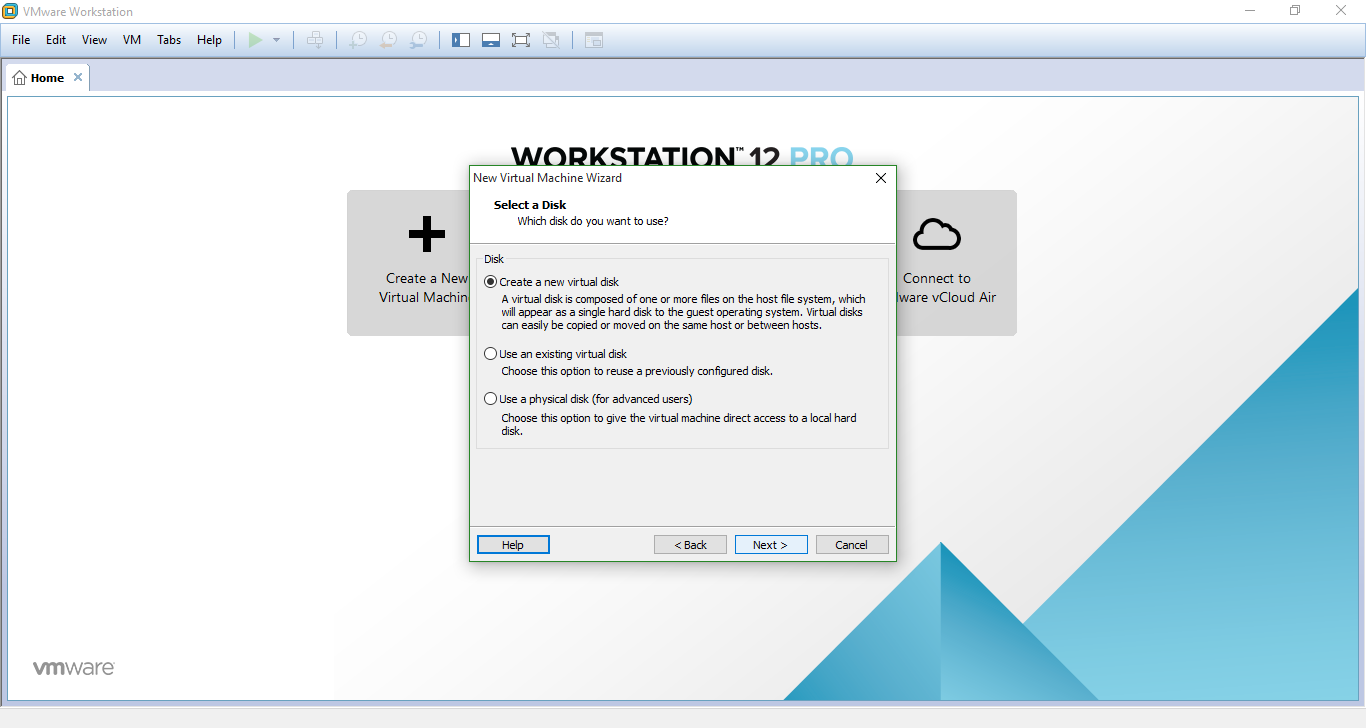 VMware Workstation
File Edit View VM Tabs Help
Home
WORKSTATION™ 12 PRO
New Virtual Machine Wizard
Select a Disk
Which disk do you want to use?
Disk
Create a new virtual disk
A virtual disk is composed of one or more files on the host file system, which
will appear as a single hard disk to the guest operating system. Virtual disks
can easily be copied or moved on the same host or between hosts.
Use an existing virtual disk
Choose this option to reuse a previously configured disk.
Use a physical disk (for advanced users)
Choose this option to give the virtual machine direct access to a local hard
disk.
Help < Back Next > Cancel
Create a New
Virtual Machin
Connect to
ware vCloud Air
vmware